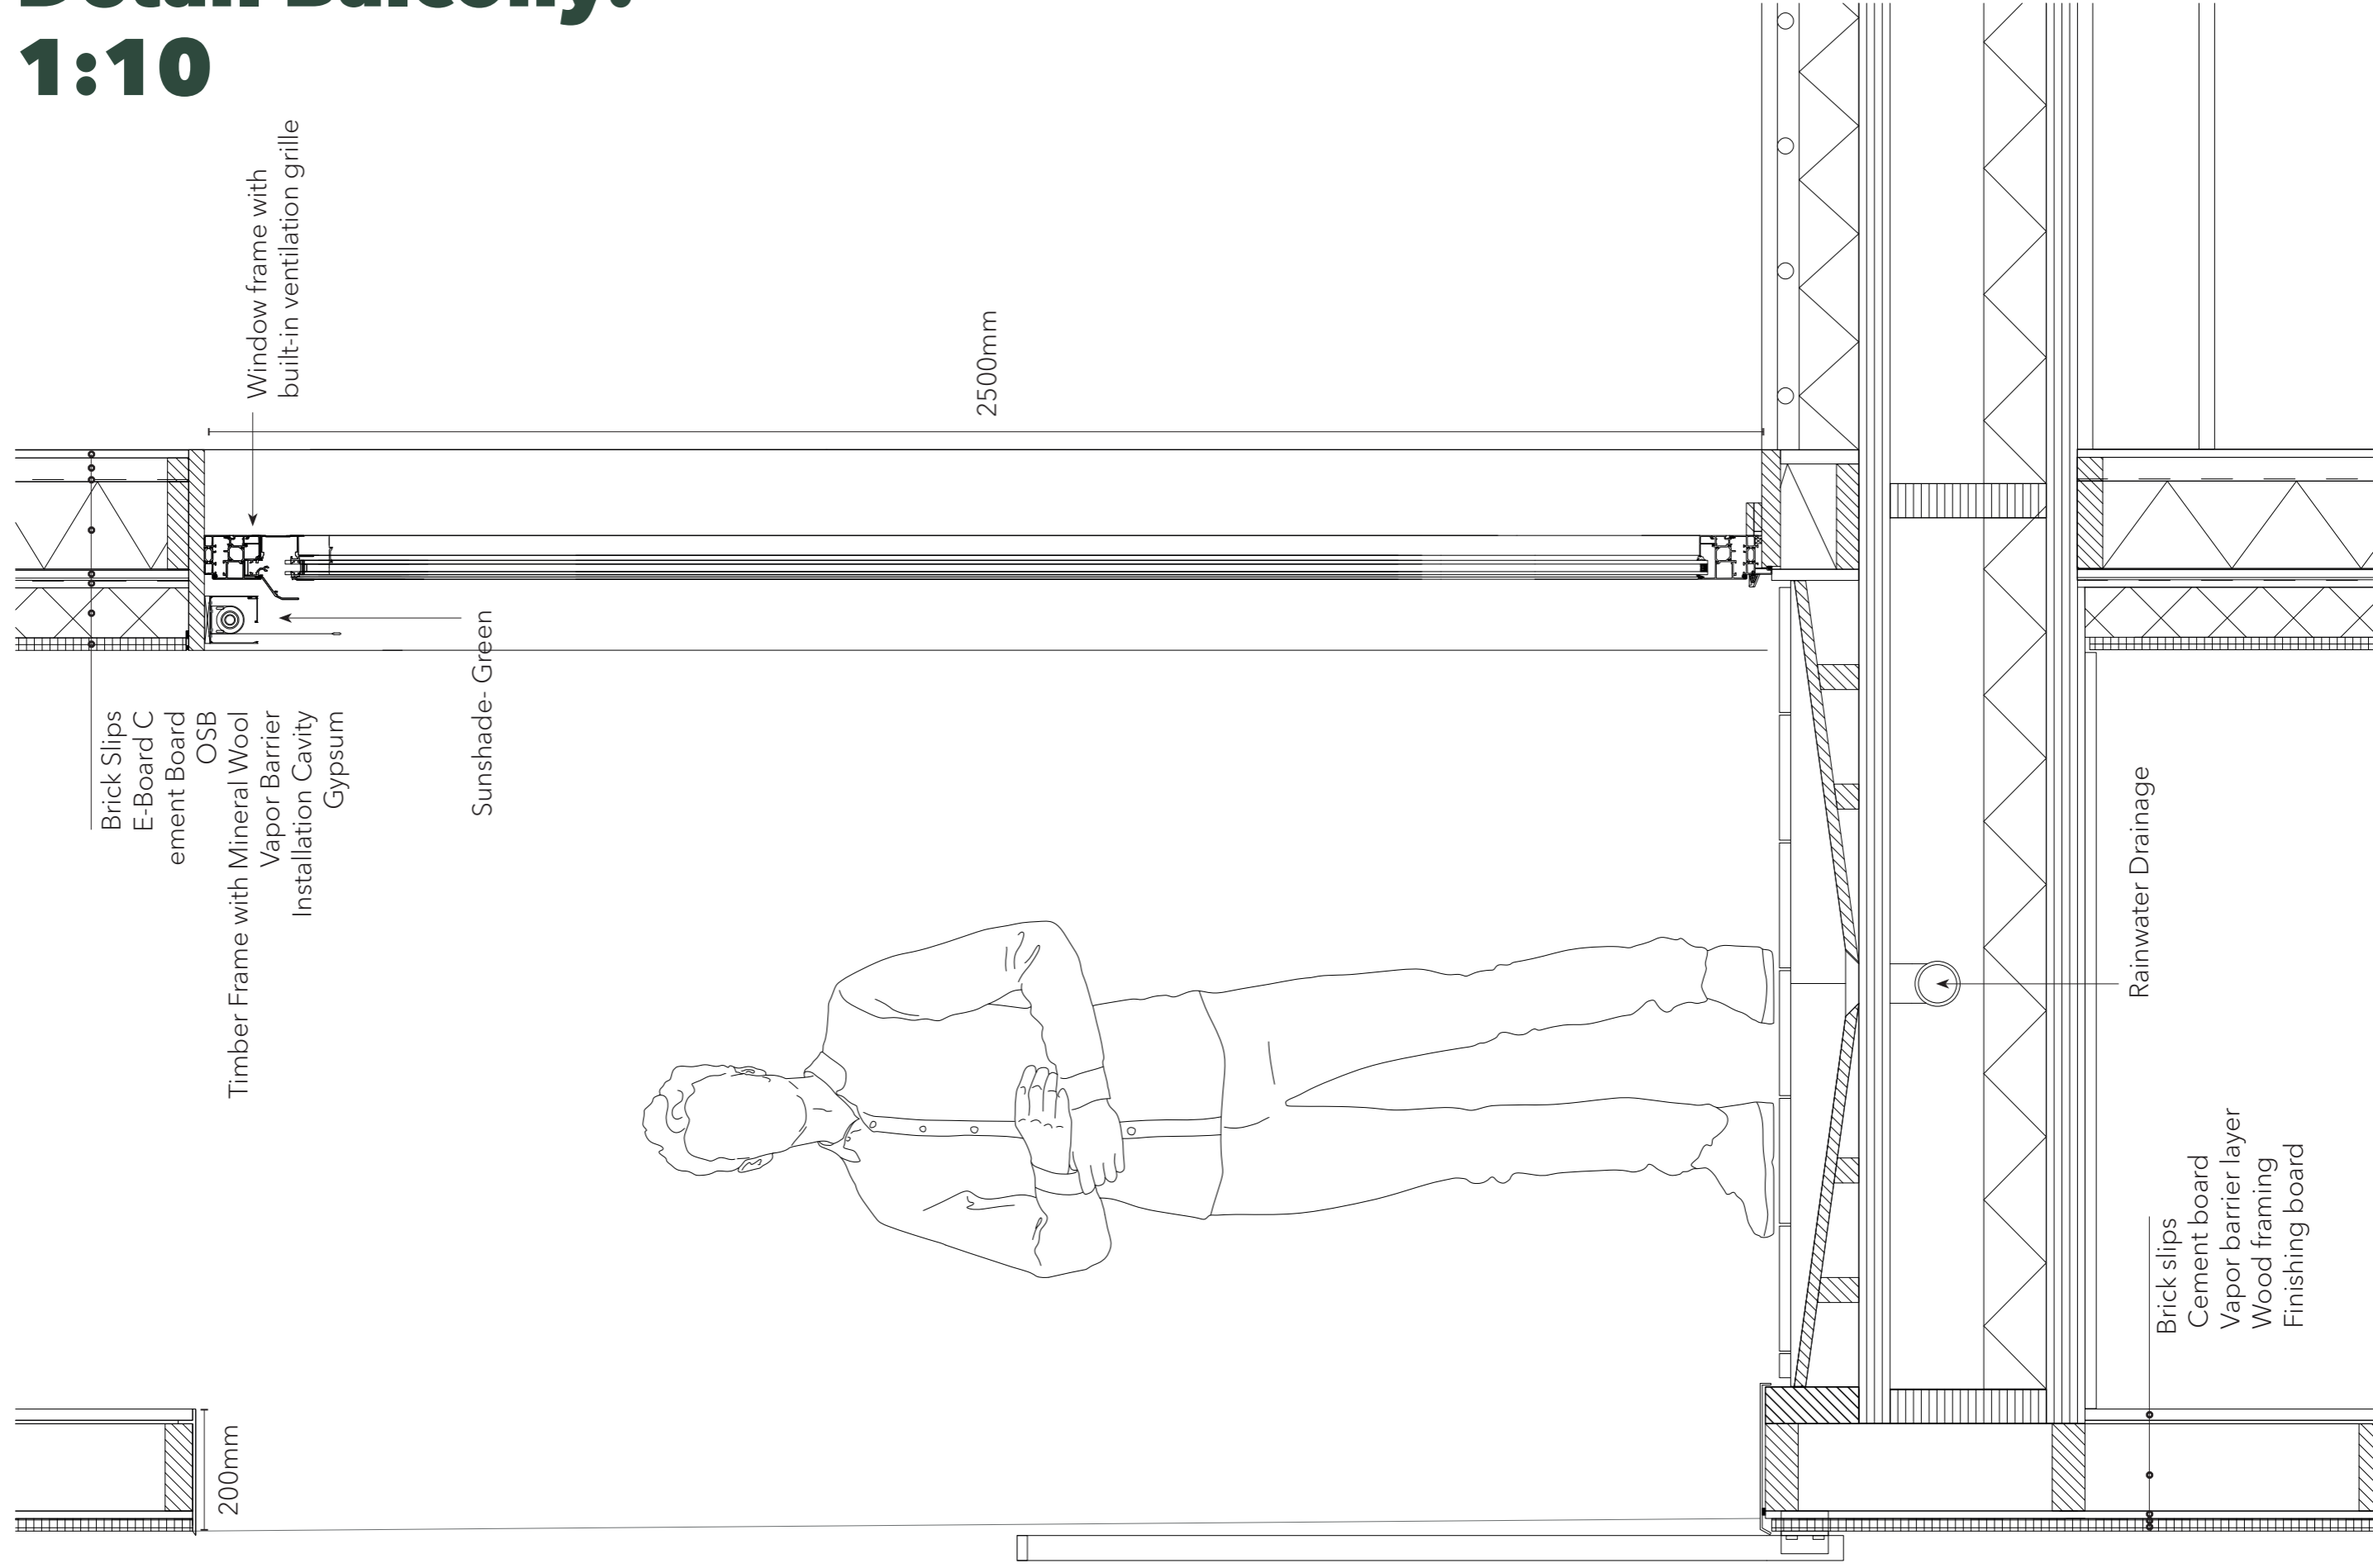 Detail Balcony:
1:10
Window frame with
built-in ventilation grille
2500mm
Brick Slips
E-Board C
ement Board
OSB
Timber Frame with Mineral Wool
Vapor Barrier
Installation Cavity
Gypsum
Sunshade- Green
Rainwater Drainage
200mm
Brick slips
Cement board
Vapor barrier layer
Wood framing
Finishing board